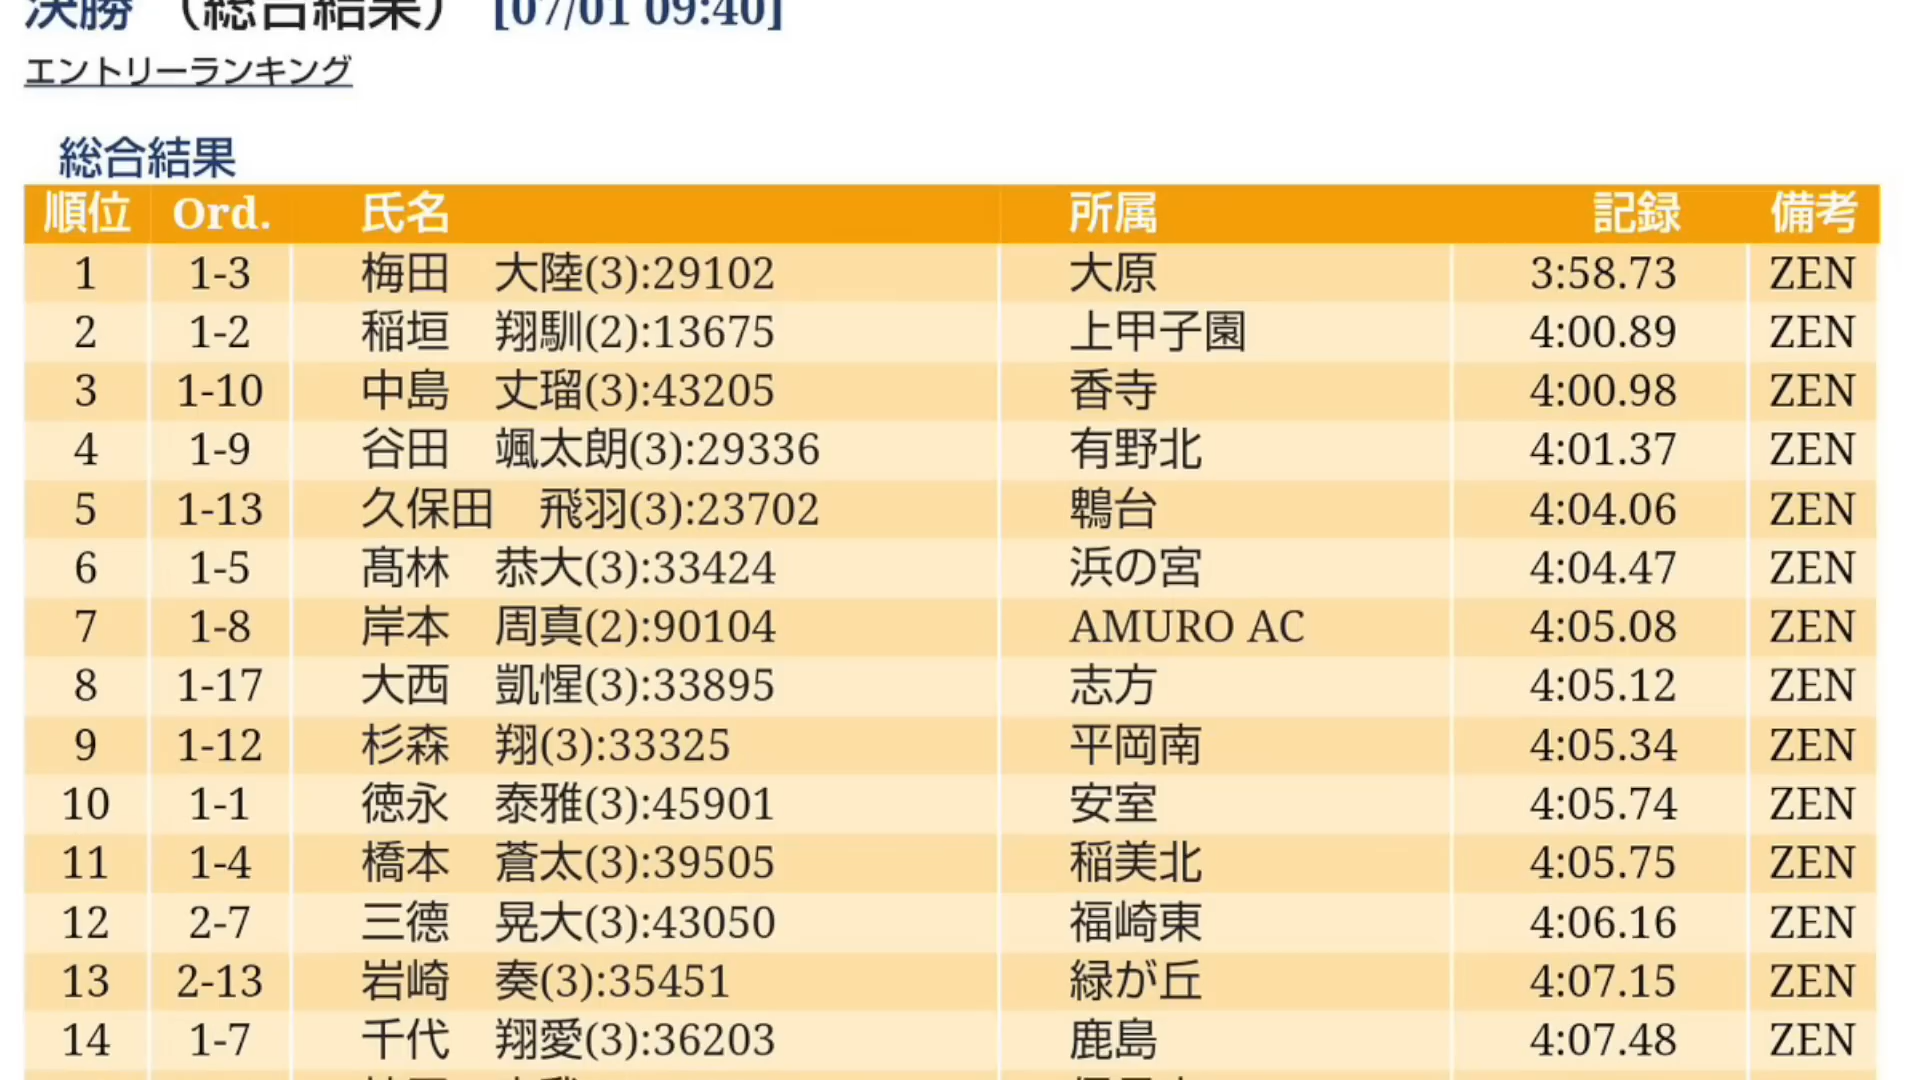 決勝 （総合結果） [07/01 09:40]
エントリーランキング
総合結果
順位 Ord. 氏名 所属 記録 備考
1 1-3 梅田　大陸(3):29102 大原 3:58.73 ZEN
2 1-2 稲垣　翔馴(2):13675 上甲子園 4:00.89 ZEN
3 1-10 中島　丈瑠(3):43205 香寺 4:00.98 ZEN
4 1-9 谷田　颯太朗(3):29336 有野北 4:01.37 ZEN
5 1-13 久保田　飛羽(3):23702 鵯台 4:04.06 ZEN
6 1-5 髙林　恭大(3):33424 浜の宮 4:04.47 ZEN
7 1-8 岸本　周真(2):90104 AMURO AC 4:05.08 ZEN
8 1-17 大西　凱惺(3):33895 志方 4:05.12 ZEN
9 1-12 杉森　翔(3):33325 平岡南 4:05.34 ZEN
10 1-1 徳永　泰雅(3):45901 安室 4:05.74 ZEN
11 1-4 橋本　蒼太(3):39505 稲美北 4:05.75 ZEN
12 2-7 三德　晃大(3):43050 福崎東 4:06.16 ZEN
13 2-13 岩崎　奏(3):35451 緑が丘 4:07.15 ZEN
14 1-7 千代　翔愛(3):36203 鹿島 4:07.48 ZEN